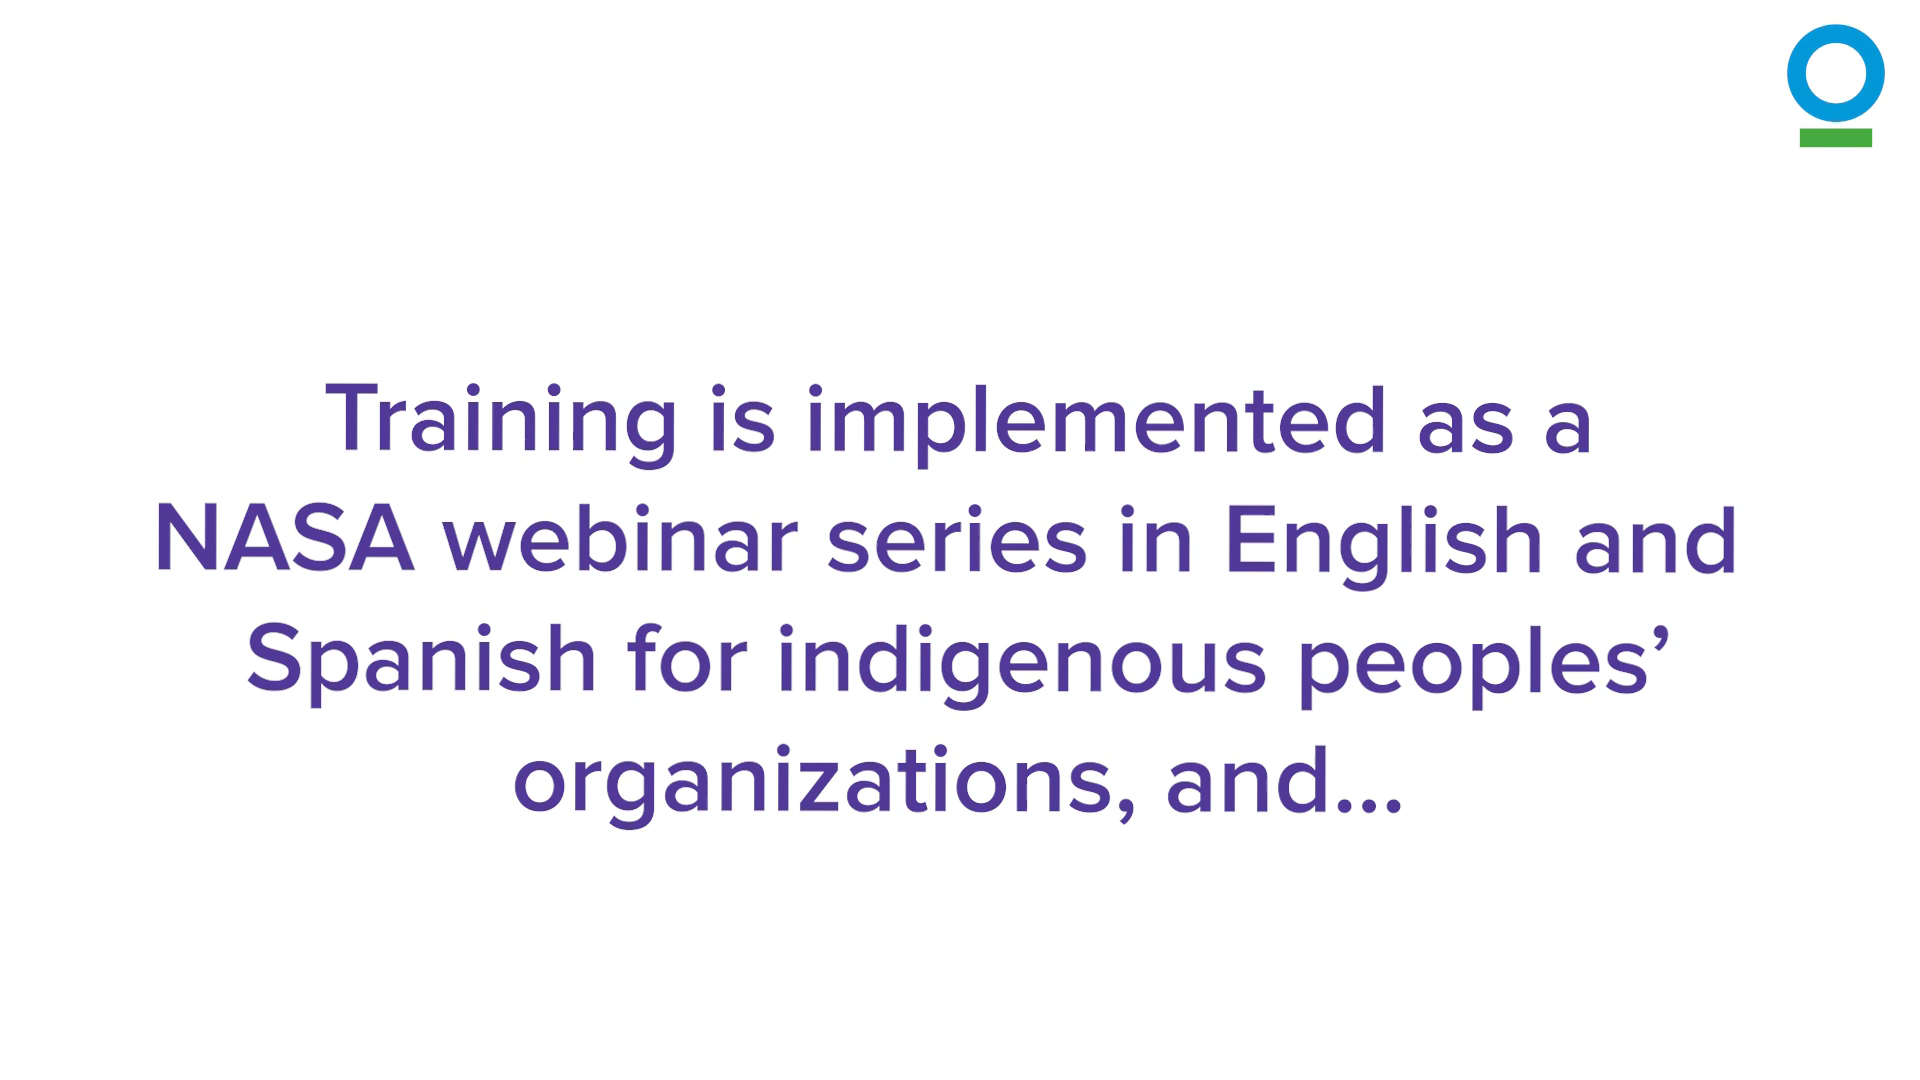 Training is implemented as a
NASA webinar series in English and
Spanish for indigenous peoples’
organizations, and...